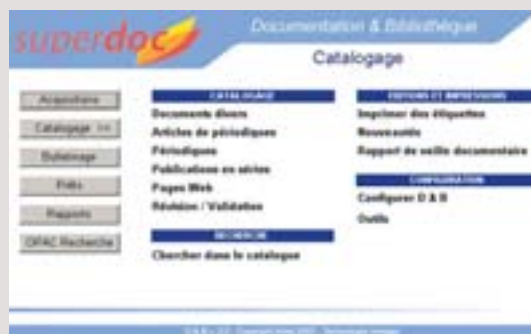 superdoc
Documentation & Bibliothèque
Catalogage
Acquisitions
Catalogage >>
Bulletinage
Prêts
Rapports
OPAC Recherche
CATALOGAGE
Documents divers
Articles de périodiques
Périodiques
Publications en séries
Pages Web
Révision / Validation
RECHERCHE
Chercher dans le catalogue
EDITIONS ET IMPRESSIONS
Imprimer des étiquettes
Nouveautés
Rapport de veille documentaire
CONFIGURATION
Configurer D & B
Outils